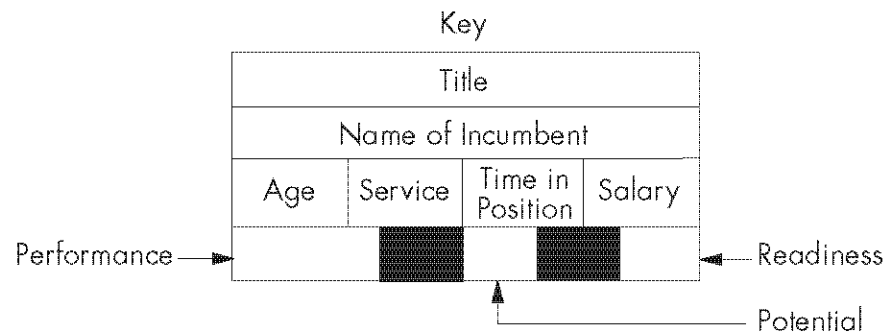 Key
Title
Name of Incumbent
Age
Service
Time in
Position
Salary
Performance
Readiness
Potential